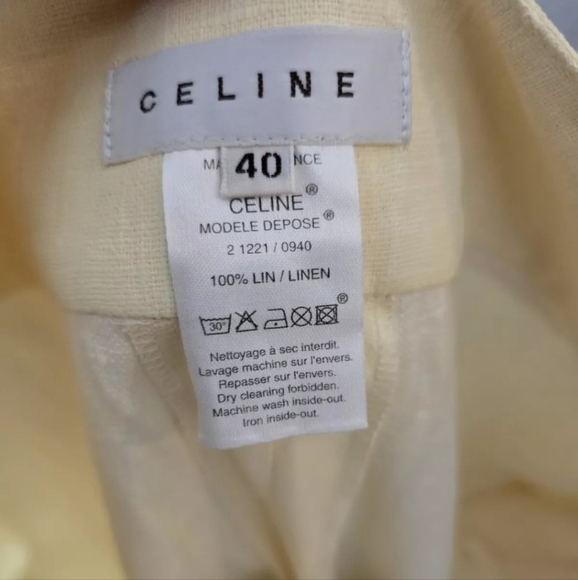 CELINE
40
CELINE®
MODELE DEPOSE®
2 1221 / 0940
100% LIN / LINEN
30°
®
Nettoyage à sec interdit.
Lavage machine sur l'envers.
Repasser sur l'envers.
Dry cleaning forbidden.
Machine wash inside-out.
Iron inside-out.